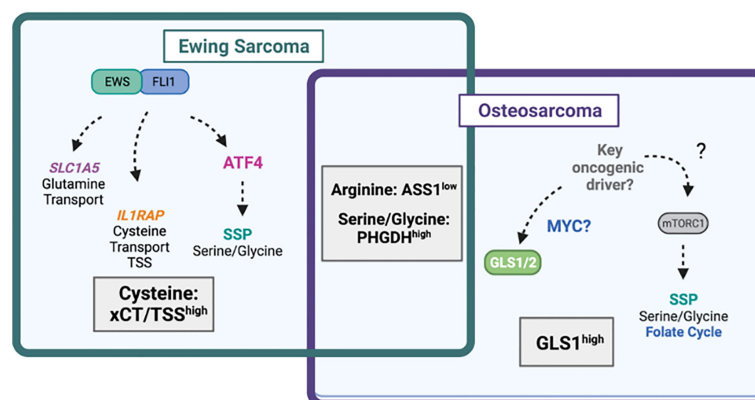 Ewing Sarcoma
EWS
FLI1
SLC1A5
Glutamine
Transport
IL1RAP
Cysteine
Transport
TSS
ATF4
SSP
Serine/Glycine
Cysteine:
xCT/TSShigh
Arginine: ASS1low
Serine/Glycine:
PHGDHhigh
Osteosarcoma
Key
oncogenic
driver?
?
MYC?
mTORC1
GLS1/2
SSP
Serine/Glycine
Folate Cycle
GLS1high